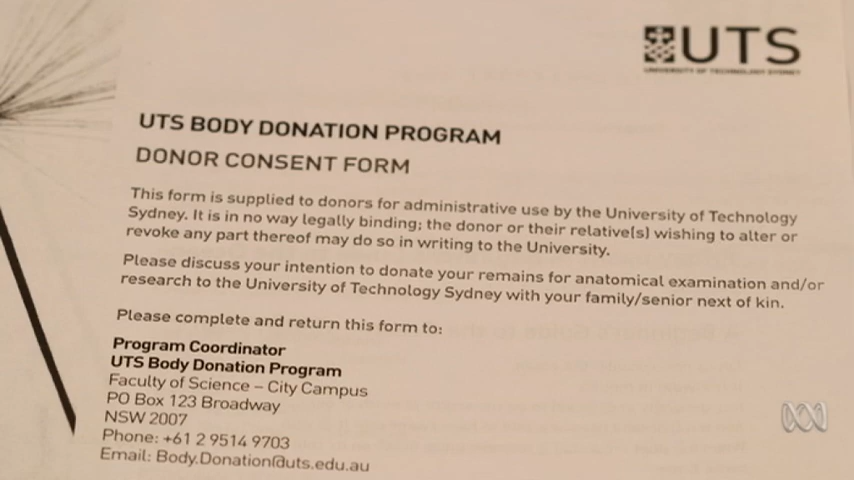 UTS
UNIVERSITY OF TECHNOLOGY SYDNEY
UTS BODY DONATION PROGRAM
DONOR CONSENT FORM
This form is supplied to donors for administrative use by the University of Technology
Sydney. It is in no way legally binding; the donor or their relative(s) wishing to alter or
revoke any part thereof may do so in writing to the University.
Please discuss your intention to donate your remains for anatomical examination and/or
research to the University of Technology Sydney with your family/senior next of kin.
Please complete and return this form to:
Program Coordinator
UTS Body Donation Program
Faculty of Science – City Campus
PO Box 123 Broadway
NSW 2007
Phone: +61 2 9514 9703
Email: Body.Donation@uts.edu.au